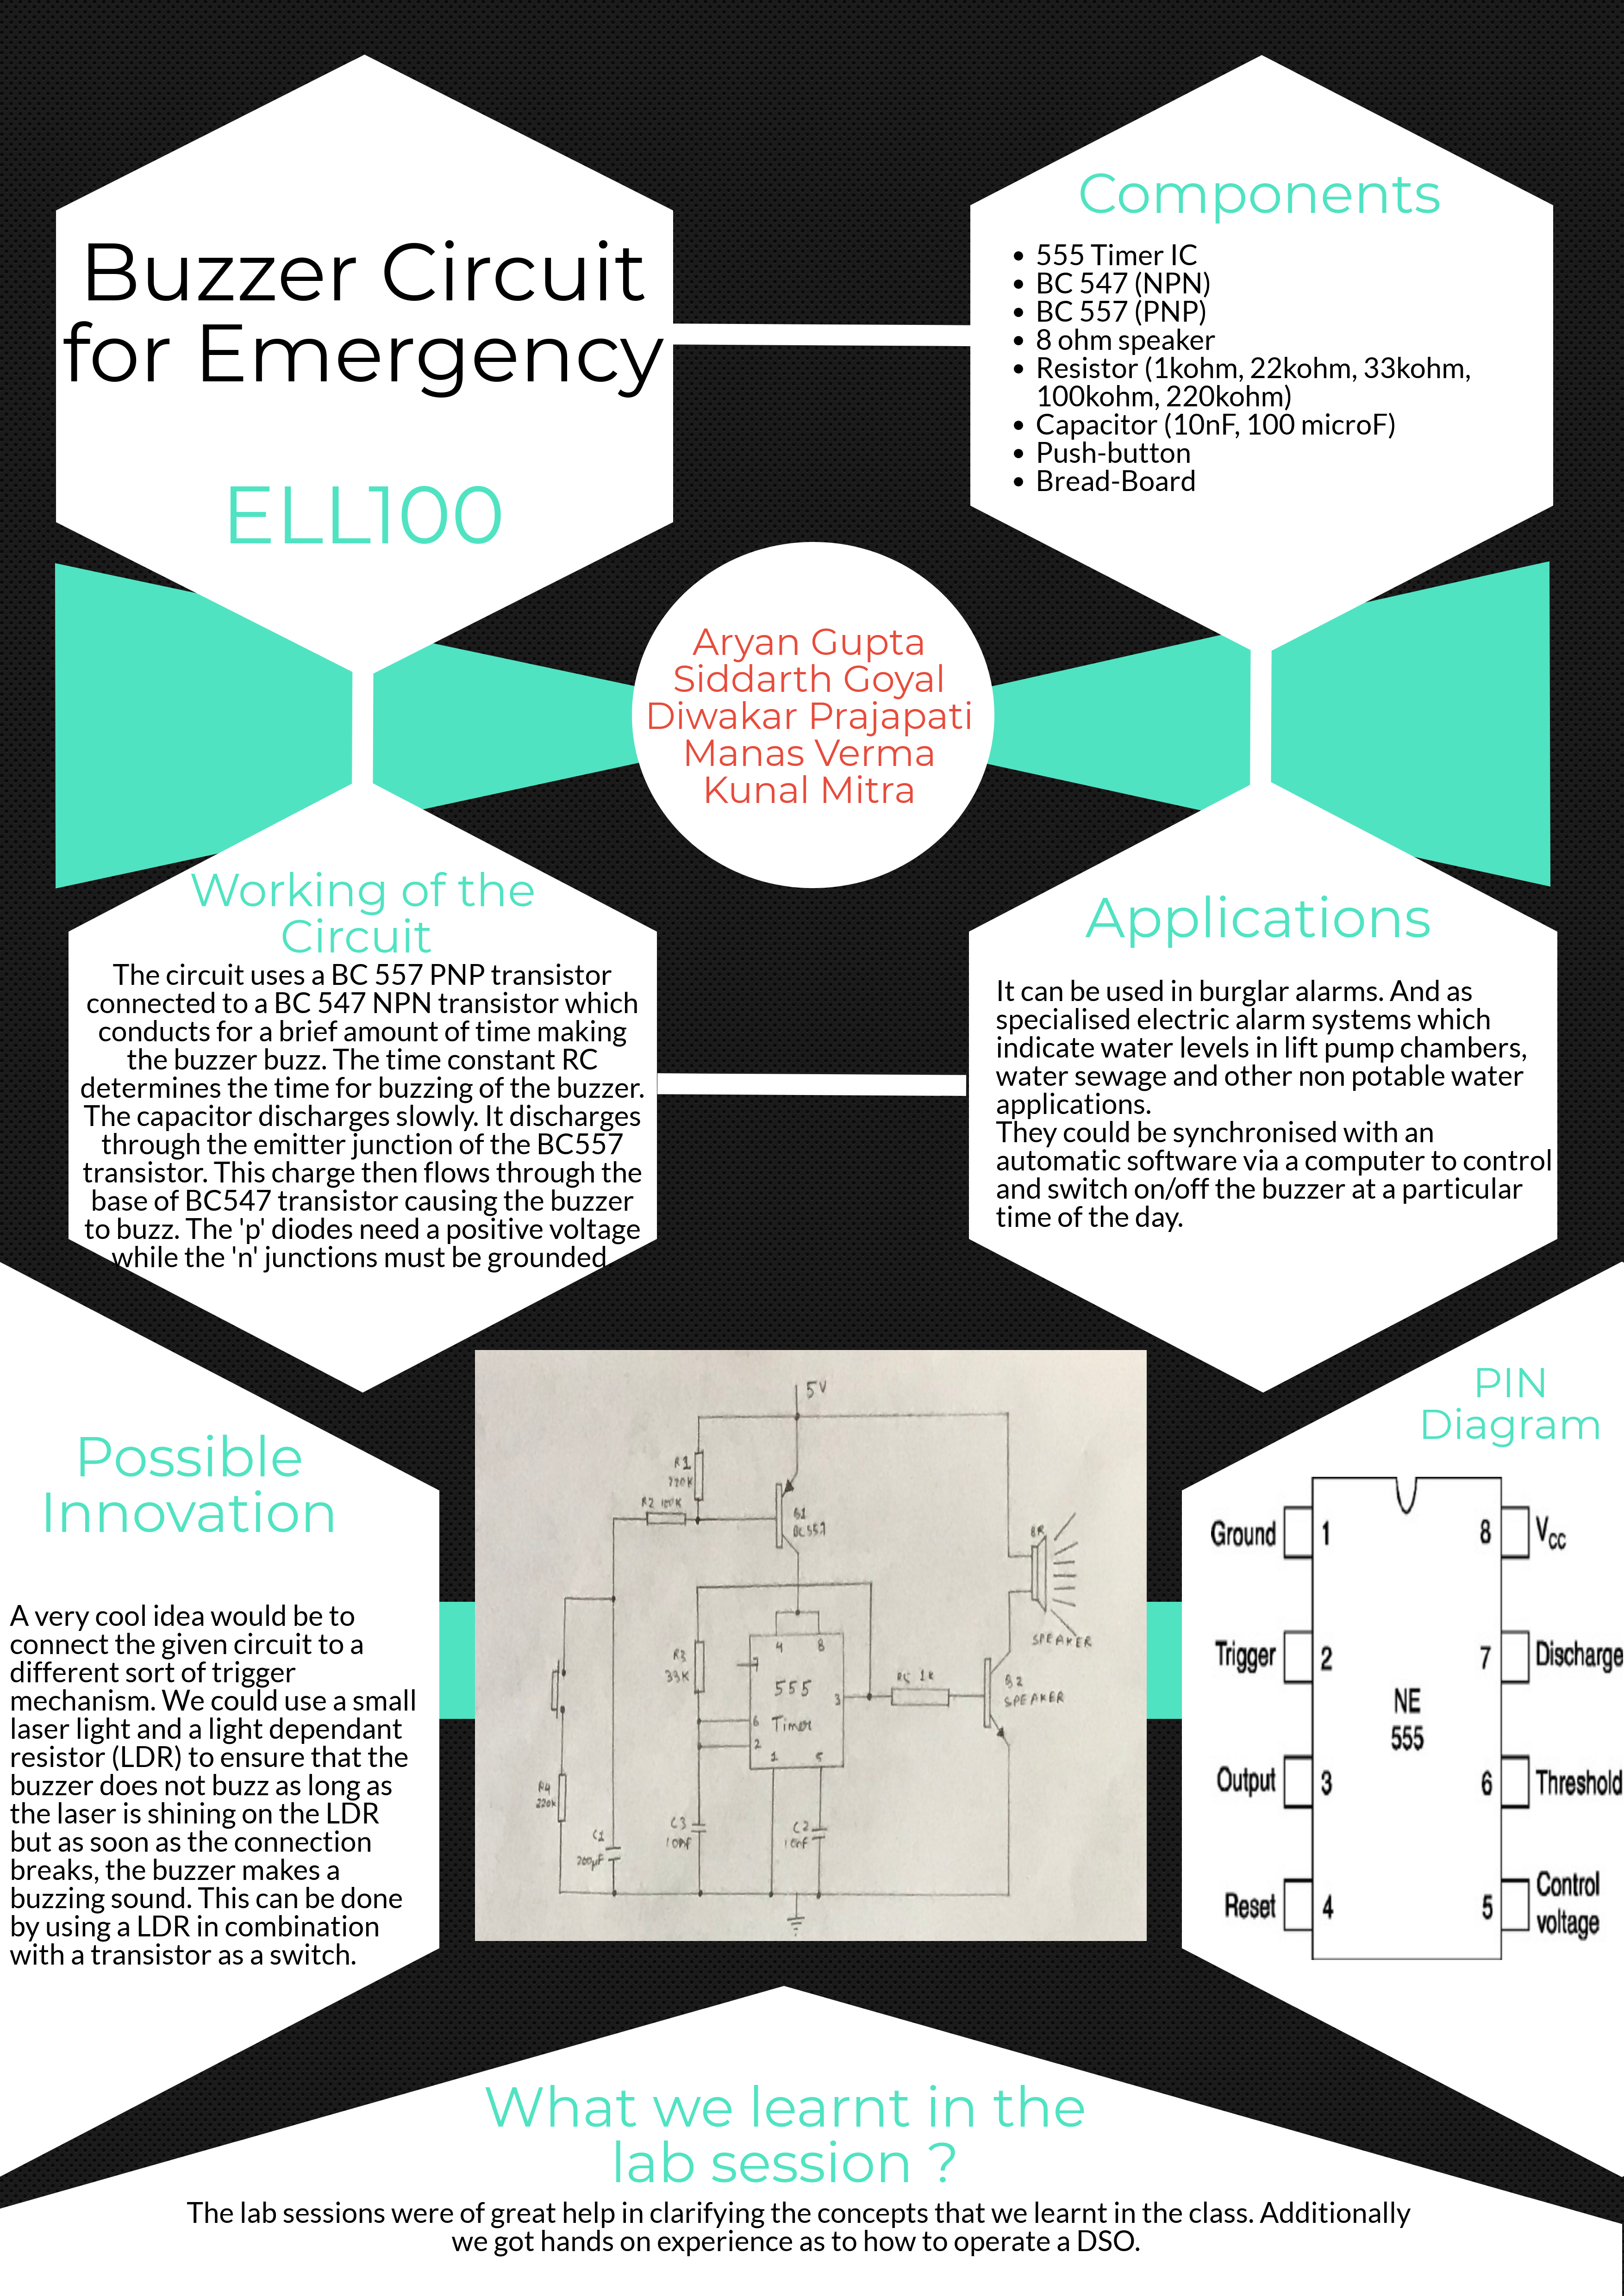 Buzzer Circuit
for Emergency
ELL100
Components
• 555 Timer IC
• BC 547 (NPN)
• BC 557 (PNP)
• 8 ohm speaker
• Resistor (1kohm, 22kohm, 33kohm,
100kohm, 220kohm)
• Capacitor (10nF, 100 microF)
• Push-button
• Bread-Board
Aryan Gupta
Siddarth Goyal
Diwakar Prajapati
Manas Verma
Kunal Mitra
Working of the
Circuit
The circuit uses a BC 557 PNP transistor
connected to a BC 547 NPN transistor which
conducts for a brief amount of time making
the buzzer buzz. The time constant RC
determines the time for buzzing of the buzzer.
The capacitor discharges slowly. It discharges
through the emitter junction of the BC557
transistor. This charge then flows through the
base of BC547 transistor causing the buzzer
to buzz. The 'p' diodes need a positive voltage
while the 'n' junctions must be grounded
Applications
It can be used in burglar alarms. And as
specialised electric alarm systems which
indicate water levels in lift pump chambers,
water sewage and other non potable water
applications.
They could be synchronised with an
automatic software via a computer to control
and switch on/off the buzzer at a particular
time of the day.
Possible
Innovation
A very cool idea would be to
connect the given circuit to a
different sort of trigger
mechanism. We could use a small
laser light and a light dependant
resistor (LDR) to ensure that the
buzzer does not buzz as long as
the laser is shining on the LDR
but as soon as the connection
breaks, the buzzer makes a
buzzing sound. This can be done
by using a LDR in combination
with a transistor as a switch.
5V
R1
220K
R2 100K
Q1
BC557
BR
SPEAKER
4 8
R3
33K
7
555
3
R5 1K
Q2
SPEAKER
6 Timer
2
1 5
R4
220K
C1
200µF
C3
10nF
C2
10nF
PIN
Diagram
Ground 1 8 VCC
Trigger 2 7 Discharge
NE
555
Output 3 6 Threshold
Reset 4 5 Control
voltage
What we learnt in the
lab session ?
The lab sessions were of great help in clarifying the concepts that we learnt in the class. Additionally
we got hands on experience as to how to operate a DSO.